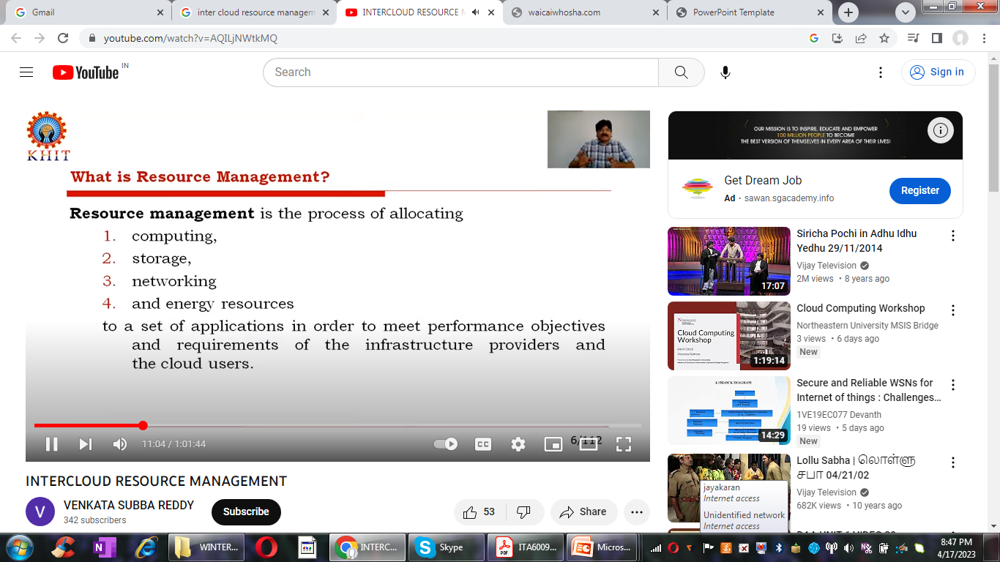 Gmail
inter cloud resource managem
INTERCLOUD RESOURCE M
waicaiwhosha.com
PowerPoint Template
youtube.com/watch?v=AQILjNWtkMQ
YouTube IN
Search
Sign in
KHIT
What is Resource Management?
Resource management is the process of allocating
1. computing,
2. storage,
3. networking
4. and energy resources
to a set of applications in order to meet performance objectives
and requirements of the infrastructure providers and
the cloud users.
11:04 / 1:01:44
CC
6/112
INTERCLOUD RESOURCE MANAGEMENT
V
VENKATA SUBBA REDDY
342 subscribers
Subscribe
53
Share
OUR MISSION IS TO INSPIRE, EDUCATE AND EMPOWER
100 MILLION PEOPLE TO BECOME
THE BEST VERSION OF THEMSELVES IN EVERY AREA OF THEIR LIVES!
Get Dream Job
Ad · sawan.sgacademy.info
Register
17:07
Siricha Pochi in Adhu Idhu
Yedhu 29/11/2014
Vijay Television
2M views • 8 years ago
Cloud Computing
Workshop
04/01/2023
1:19:14
Cloud Computing Workshop
Northeastern University MSIS Bridge
3 views • 6 days ago
New
4.1BLOCK DIAGRAM
14:29
Secure and Reliable WSNs for
Internet of things : Challenges...
1VE19EC077 Devanth
19 views • 5 days ago
New
Lollu Sabha | லொள்ளு
சபா 04/21/02
Vijay Television
682K views • 10 years ago
jayakaran
Internet access
Unidentified network
Internet access
WINTER...
INTERC...
Skype
ITA6009...
Micros...
8:47 PM
4/17/2023